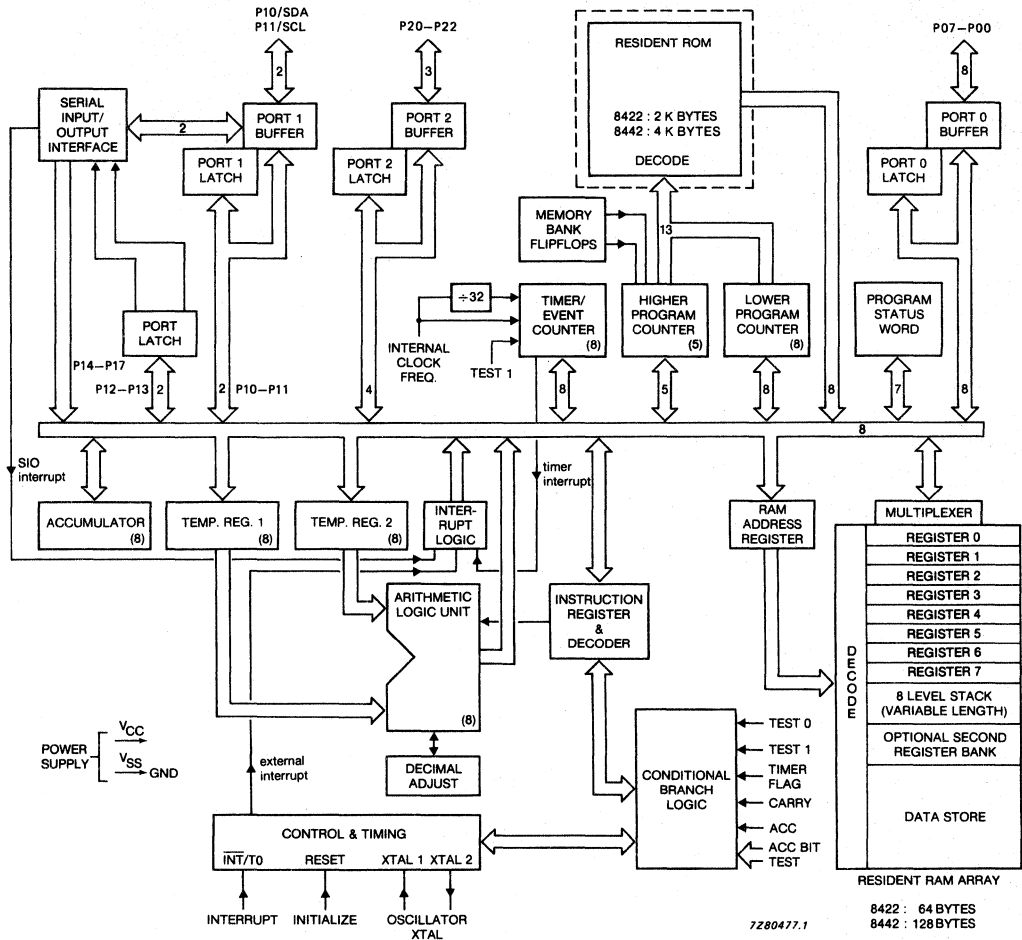 P10/SDA
P11/SCL
P20–P22
P07–P00
2
3
8
SERIAL
INPUT/
OUTPUT
INTERFACE
2
PORT 1
BUFFER
PORT 1
LATCH
PORT 2
BUFFER
PORT 2
LATCH
RESIDENT ROM
8422 : 2 K BYTES
8442 : 4 K BYTES
DECODE
PORT 0
BUFFER
PORT 0
LATCH
MEMORY
BANK
FLIPFLOPS
13
÷32
TIMER/
EVENT
COUNTER
(8)
HIGHER
PROGRAM
COUNTER
(5)
LOWER
PROGRAM
COUNTER
(8)
PROGRAM
STATUS
WORD
PORT
LATCH
INTERNAL
CLOCK
FREQ.
TEST 1
P14–P17
P12–P13
2
2
P10–P11
4
8
5
8
8
7
8
8
SIO
interrupt
timer
interrupt
ACCUMULATOR
(8)
TEMP. REG. 1
(8)
TEMP. REG. 2
(8)
INTER-
RUPT
LOGIC
RAM
ADDRESS
REGISTER
MULTIPLEXER
REGISTER 0
REGISTER 1
REGISTER 2
REGISTER 3
REGISTER 4
REGISTER 5
REGISTER 6
REGISTER 7
8 LEVEL STACK
(VARIABLE LENGTH)
OPTIONAL SECOND
REGISTER BANK
DATA STORE
DECODE
ARITHMETIC
LOGIC UNIT
(8)
INSTRUCTION
REGISTER
&
DECODER
DECIMAL
ADJUST
POWER
SUPPLY
VCC
VSS
GND
external
interrupt
CONDITIONAL
BRANCH
LOGIC
TEST 0
TEST 1
TIMER
FLAG
CARRY
ACC
ACC BIT
TEST
CONTROL & TIMING
INT/T0
RESET
XTAL 1
XTAL 2
INTERRUPT
INITIALIZE
OSCILLATOR
XTAL
RESIDENT RAM ARRAY
8422 : 64 BYTES
8442 : 128 BYTES
7Z80477.1